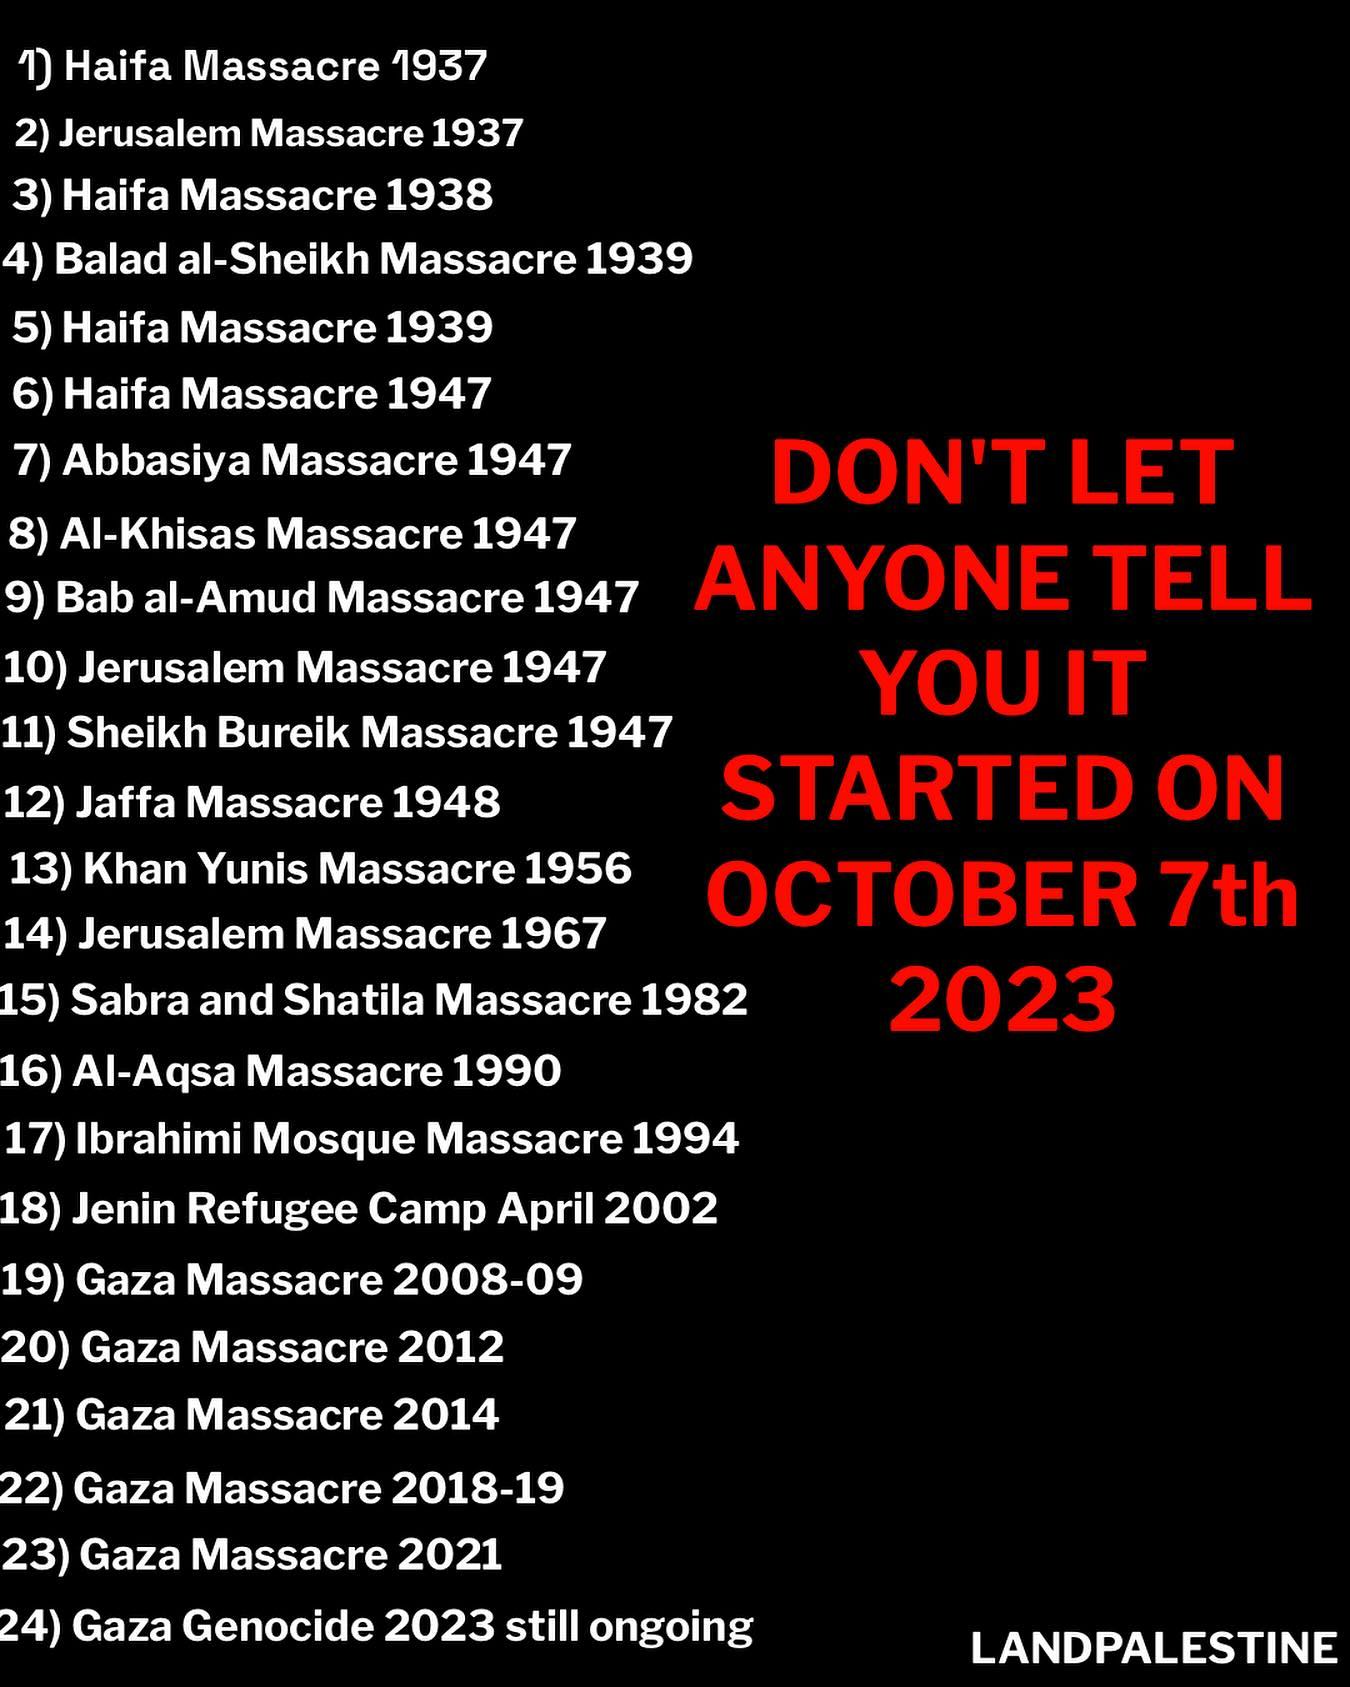 1) Haifa Massacre 1937
2) Jerusalem Massacre 1937
3) Haifa Massacre 1938
4) Balad al-Sheikh Massacre 1939
5) Haifa Massacre 1939
6) Haifa Massacre 1947
7) Abbasiya Massacre 1947
8) Al-Khisas Massacre 1947
9) Bab al-Amud Massacre 1947
10) Jerusalem Massacre 1947
11) Sheikh Bureik Massacre 1947
12) Jaffa Massacre 1948
13) Khan Yunis Massacre 1956
14) Jerusalem Massacre 1967
15) Sabra and Shatila Massacre 1982
16) Al-Aqsa Massacre 1990
17) Ibrahimi Mosque Massacre 1994
18) Jenin Refugee Camp April 2002
19) Gaza Massacre 2008-09
20) Gaza Massacre 2012
21) Gaza Massacre 2014
22) Gaza Massacre 2018-19
23) Gaza Massacre 2021
24) Gaza Genocide 2023 still ongoing
DON'T LET
ANYONE TELL
YOU IT
STARTED ON
OCTOBER 7th
2023
LANDPALESTINE